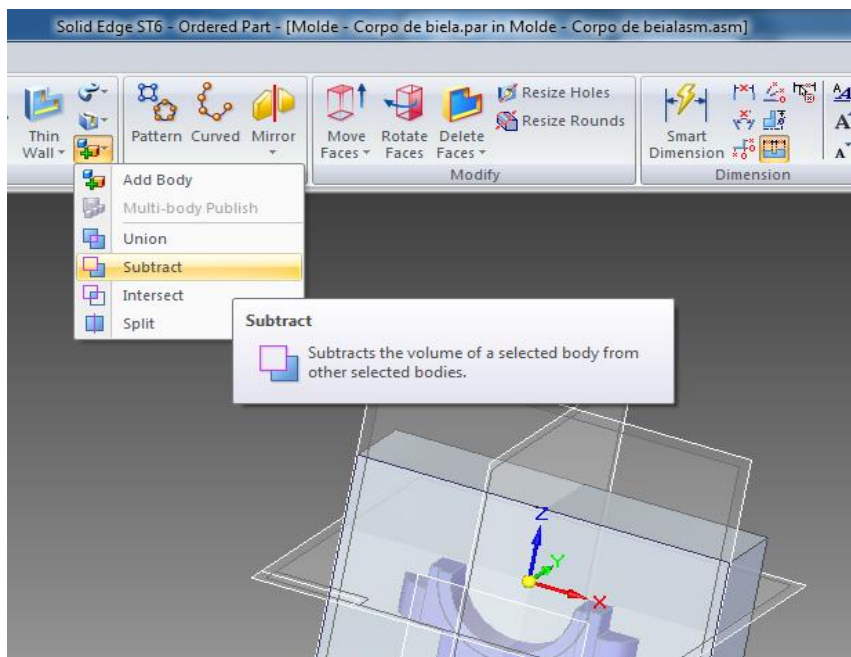 Solid Edge ST6 - Ordered Part - [Molde - Corpo de biela.par in Molde - Corpo de beialasm.asm]
Thin
Wall
Pattern
Curved
Mirror
Move
Faces
Rotate
Faces
Delete
Faces
Resize Holes
Resize Rounds
Modify
Smart
Dimension
Dimension
A
A
A
Add Body
Multi-body Publish
Union
Subtract
Intersect
Split
Subtract
Subtracts the volume of a selected body from
other selected bodies.
Z
Y
X